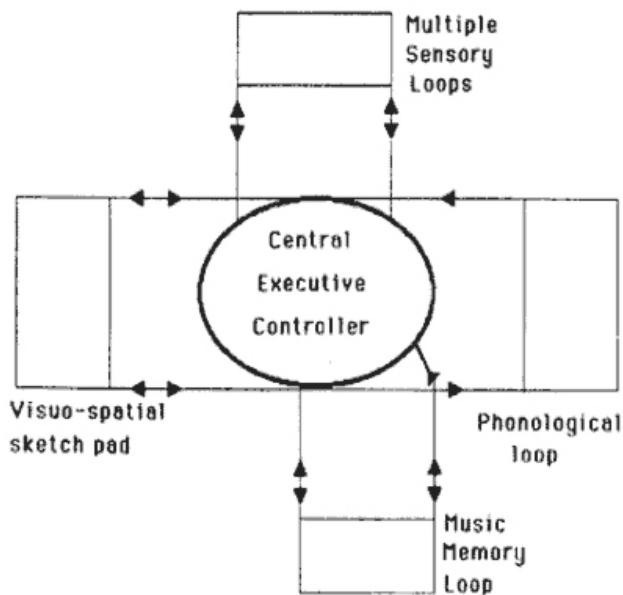 Multiple
Sensory
Loops
Central
Executive
Controller
Visuo-spatial
sketch pad
Phonological
loop
Music
Memory
Loop